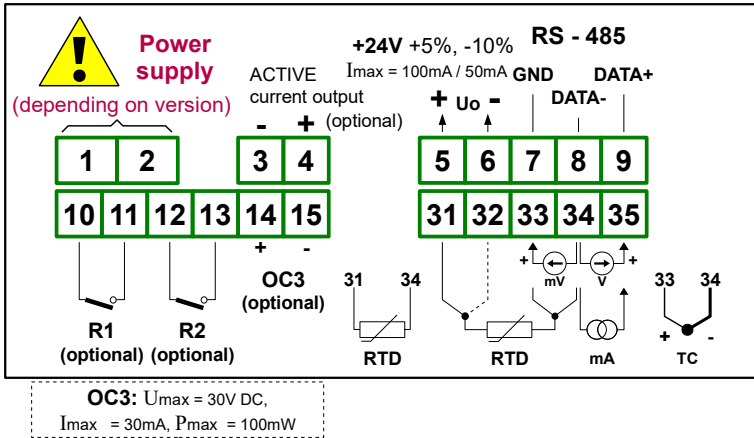 !
Power
supply
(depending on version)
ACTIVE
current output
(optional)
- +
+24V +5%, -10%
Imax = 100mA / 50mA
+ Uo -
RS - 485
GND DATA+
DATA-
1 2 3 4 5 6 7 8 9
10 11 12 13 14 15 31 32 33 34 35
+ -
R1
(optional)
R2
(optional)
OC3
(optional)
31 34
RTD
RTD
+ mV V +
mA
33 34
+ -
TC
OC3: Umax = 30V DC,
Imax = 30mA, Pmax = 100mW